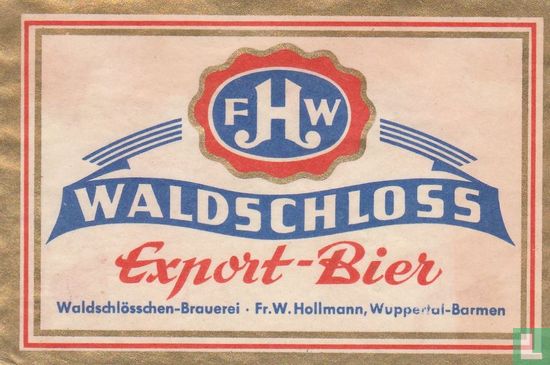 FHW
WALDSCHLOSS
Export-Bier
Waldschlösschen-Brauerei · Fr. W. Hollmann, Wuppertal-Barmen